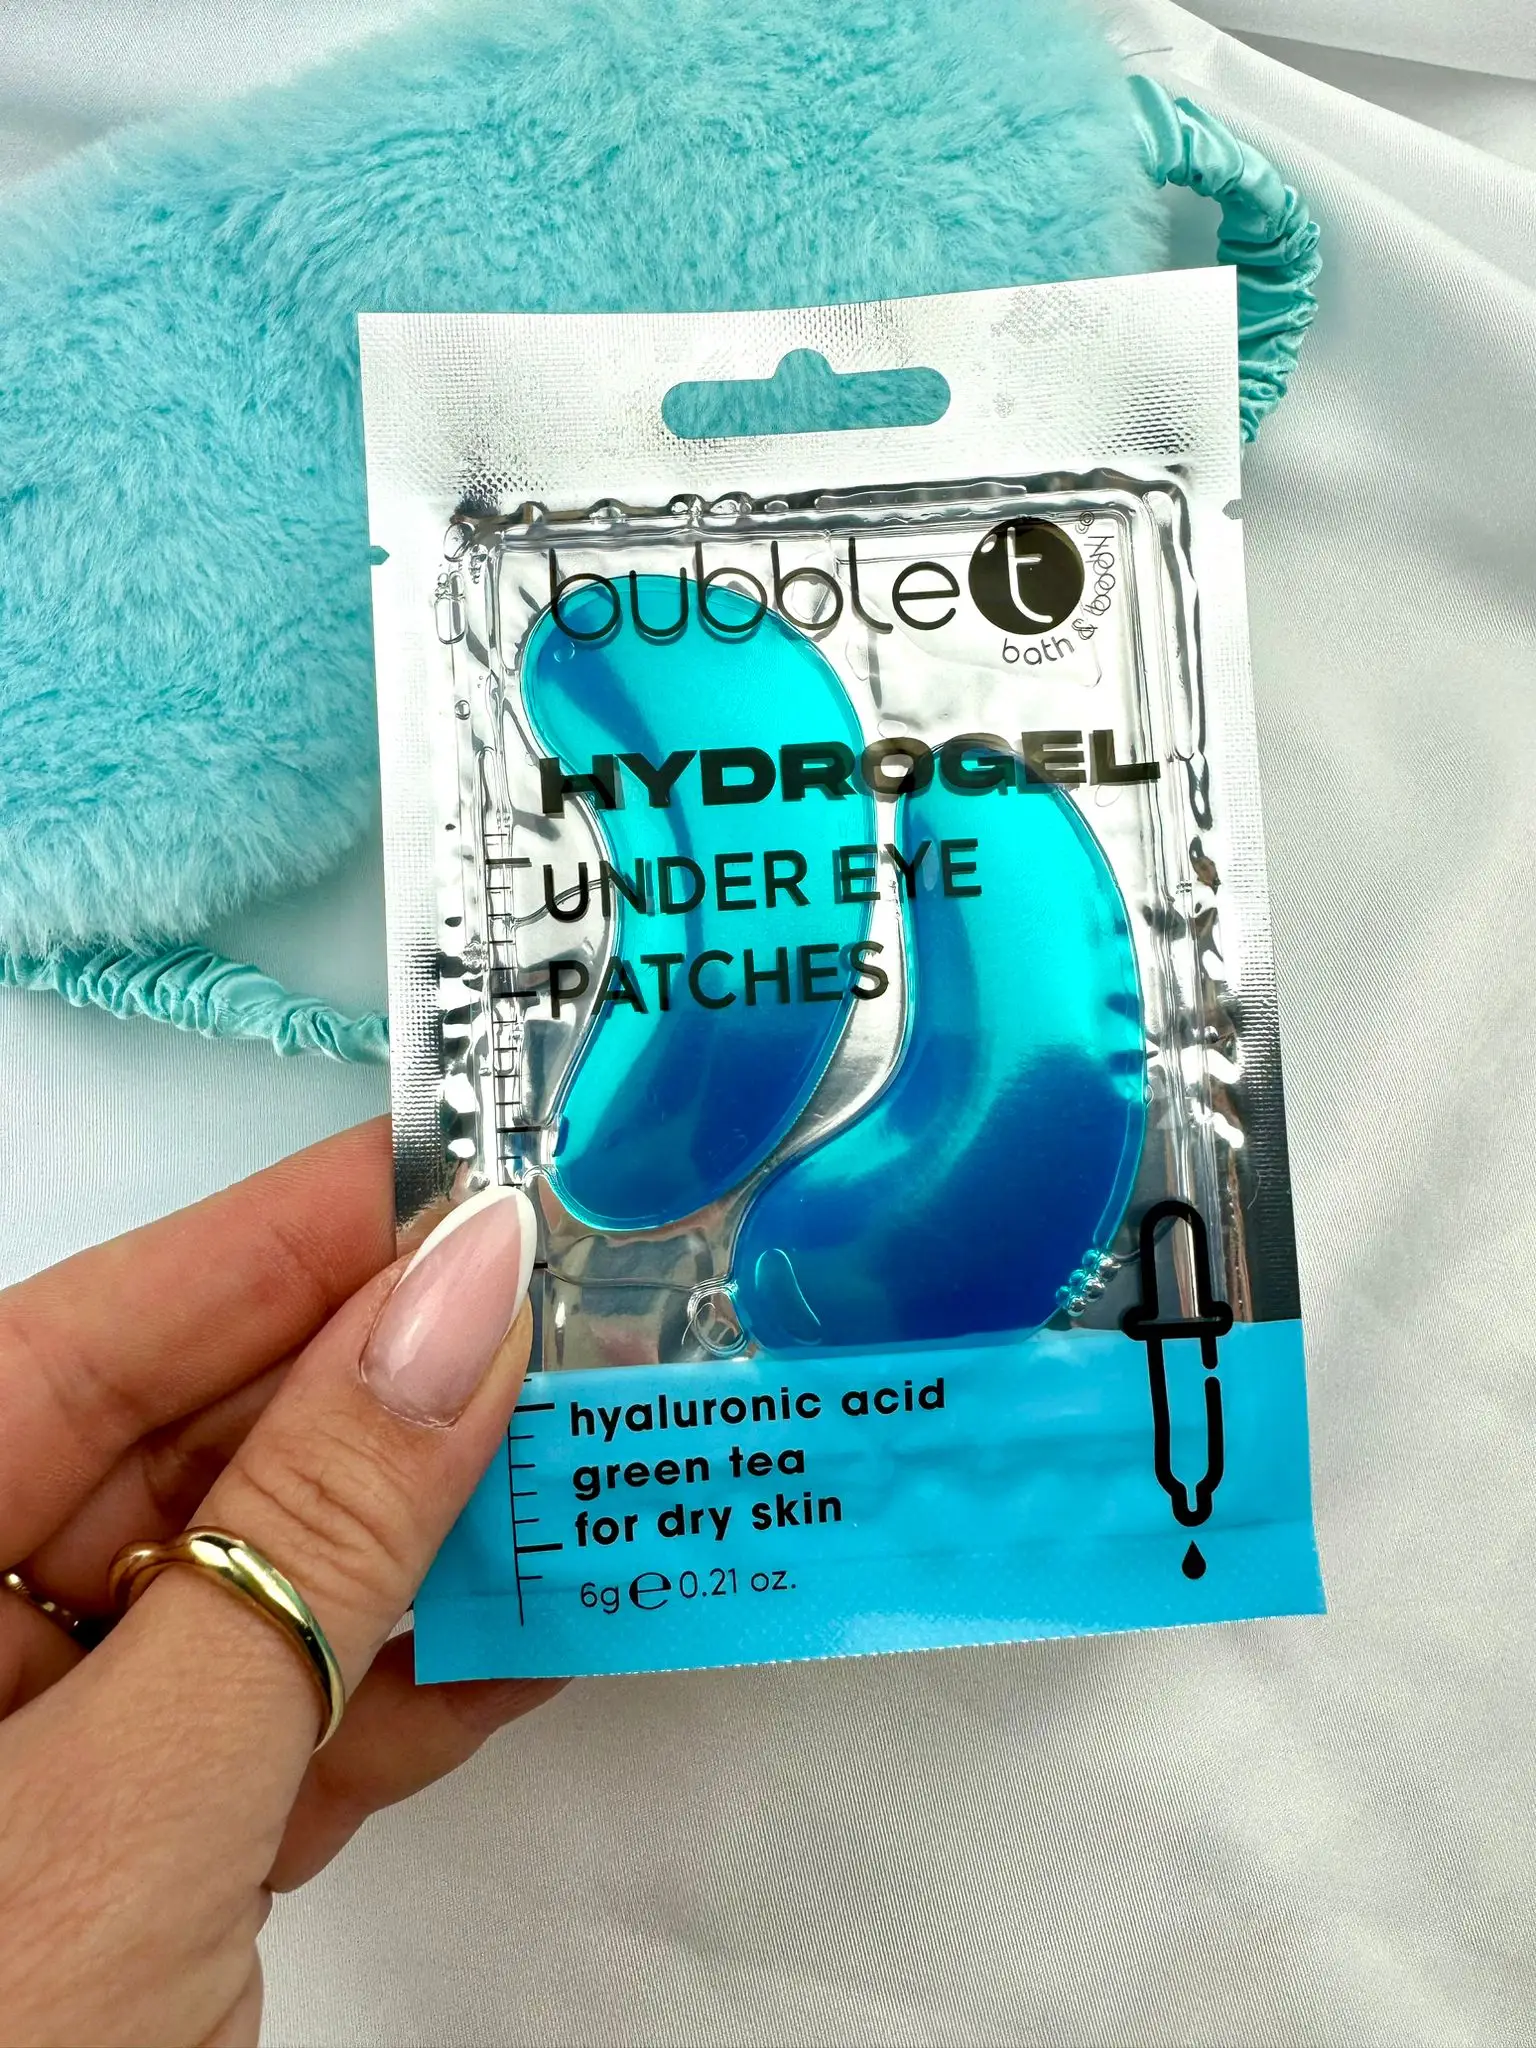 bubble t
bath & body®
HYDROGEL
UNDER EYE
PATCHES
hyaluronic acid
green tea
for dry skin
6g ℮ 0.21 oz.